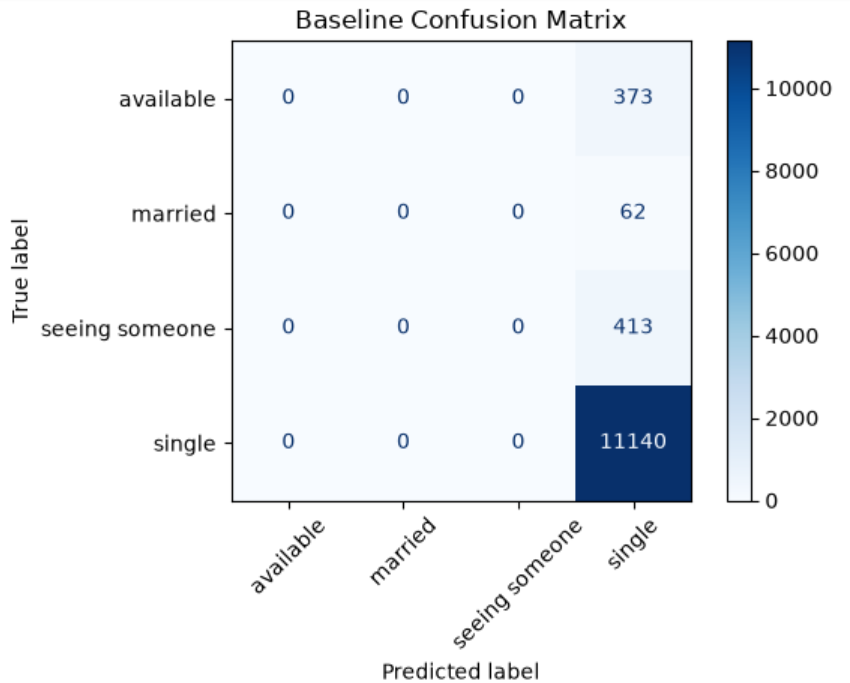 Baseline Confusion Matrix
True label
available 0 0 0 373
married 0 0 0 62
seeing someone 0 0 0 413
single 0 0 0 11140
available married seeing someone single
Predicted label
10000
8000
6000
4000
2000
0